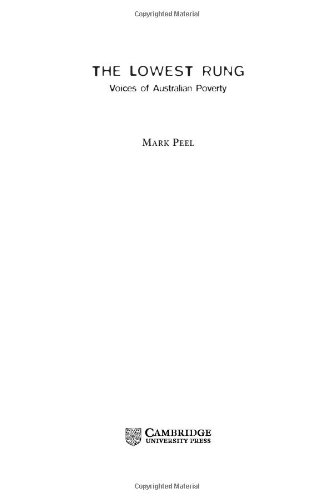 Copyrighted Material
THE LOWEST RUNG
Voices of Australian Poverty
MARK PEEL
CAMBRIDGE
UNIVERSITY PRESS
Copyrighted Material